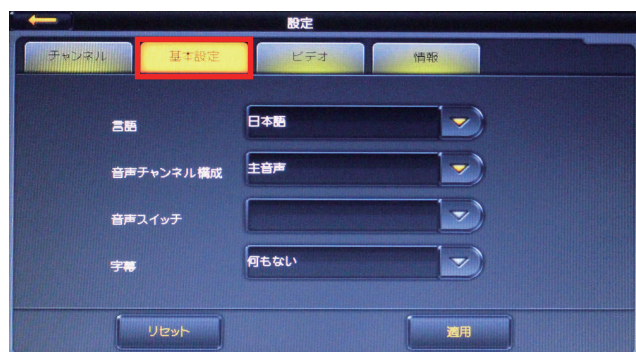 設定
チャンネル 基本設定 ビデオ 情報
言語 日本語
音声チャンネル構成 主音声
音声スイッチ
字幕 何もない
リセット 適用